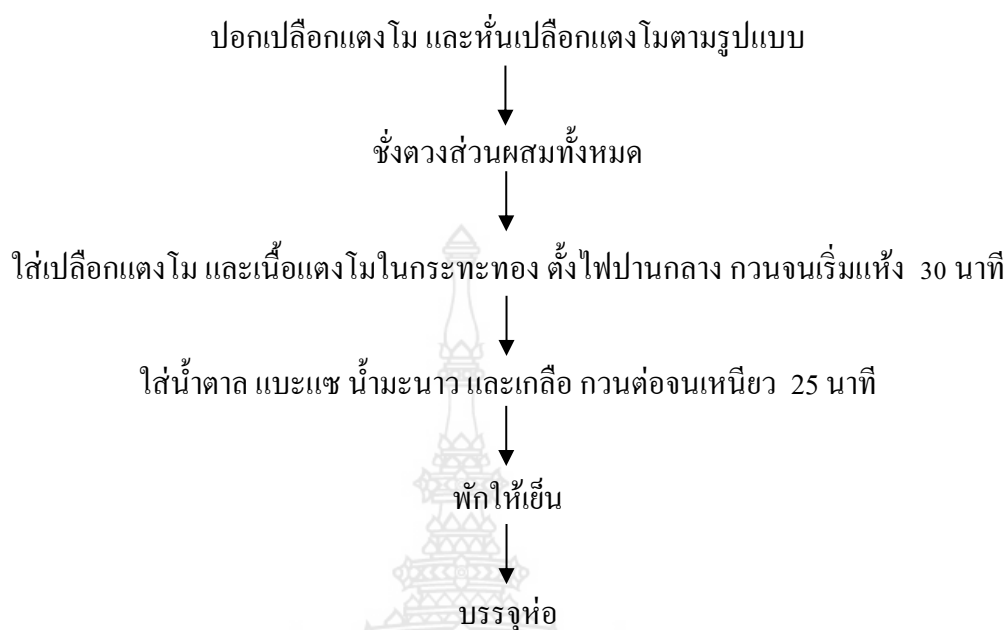 ปอกเปลือกแตงโม และหั่นเปลือกแตงโมตามรูปแบบ
ชั่งตวงส่วนผสมทั้งหมด
ใส่เปลือกแตงโม และเนื้อแตงโมในกระทะทอง ตั้งไฟปานกลาง กวนจนเริ่มแห้ง 30 นาที
ใส่น้ำตาล แบะแซ น้ำมะนาว และเกลือ กวนต่อจนเหนียว 25 นาที
พักให้เย็น
บรรจุห่อ